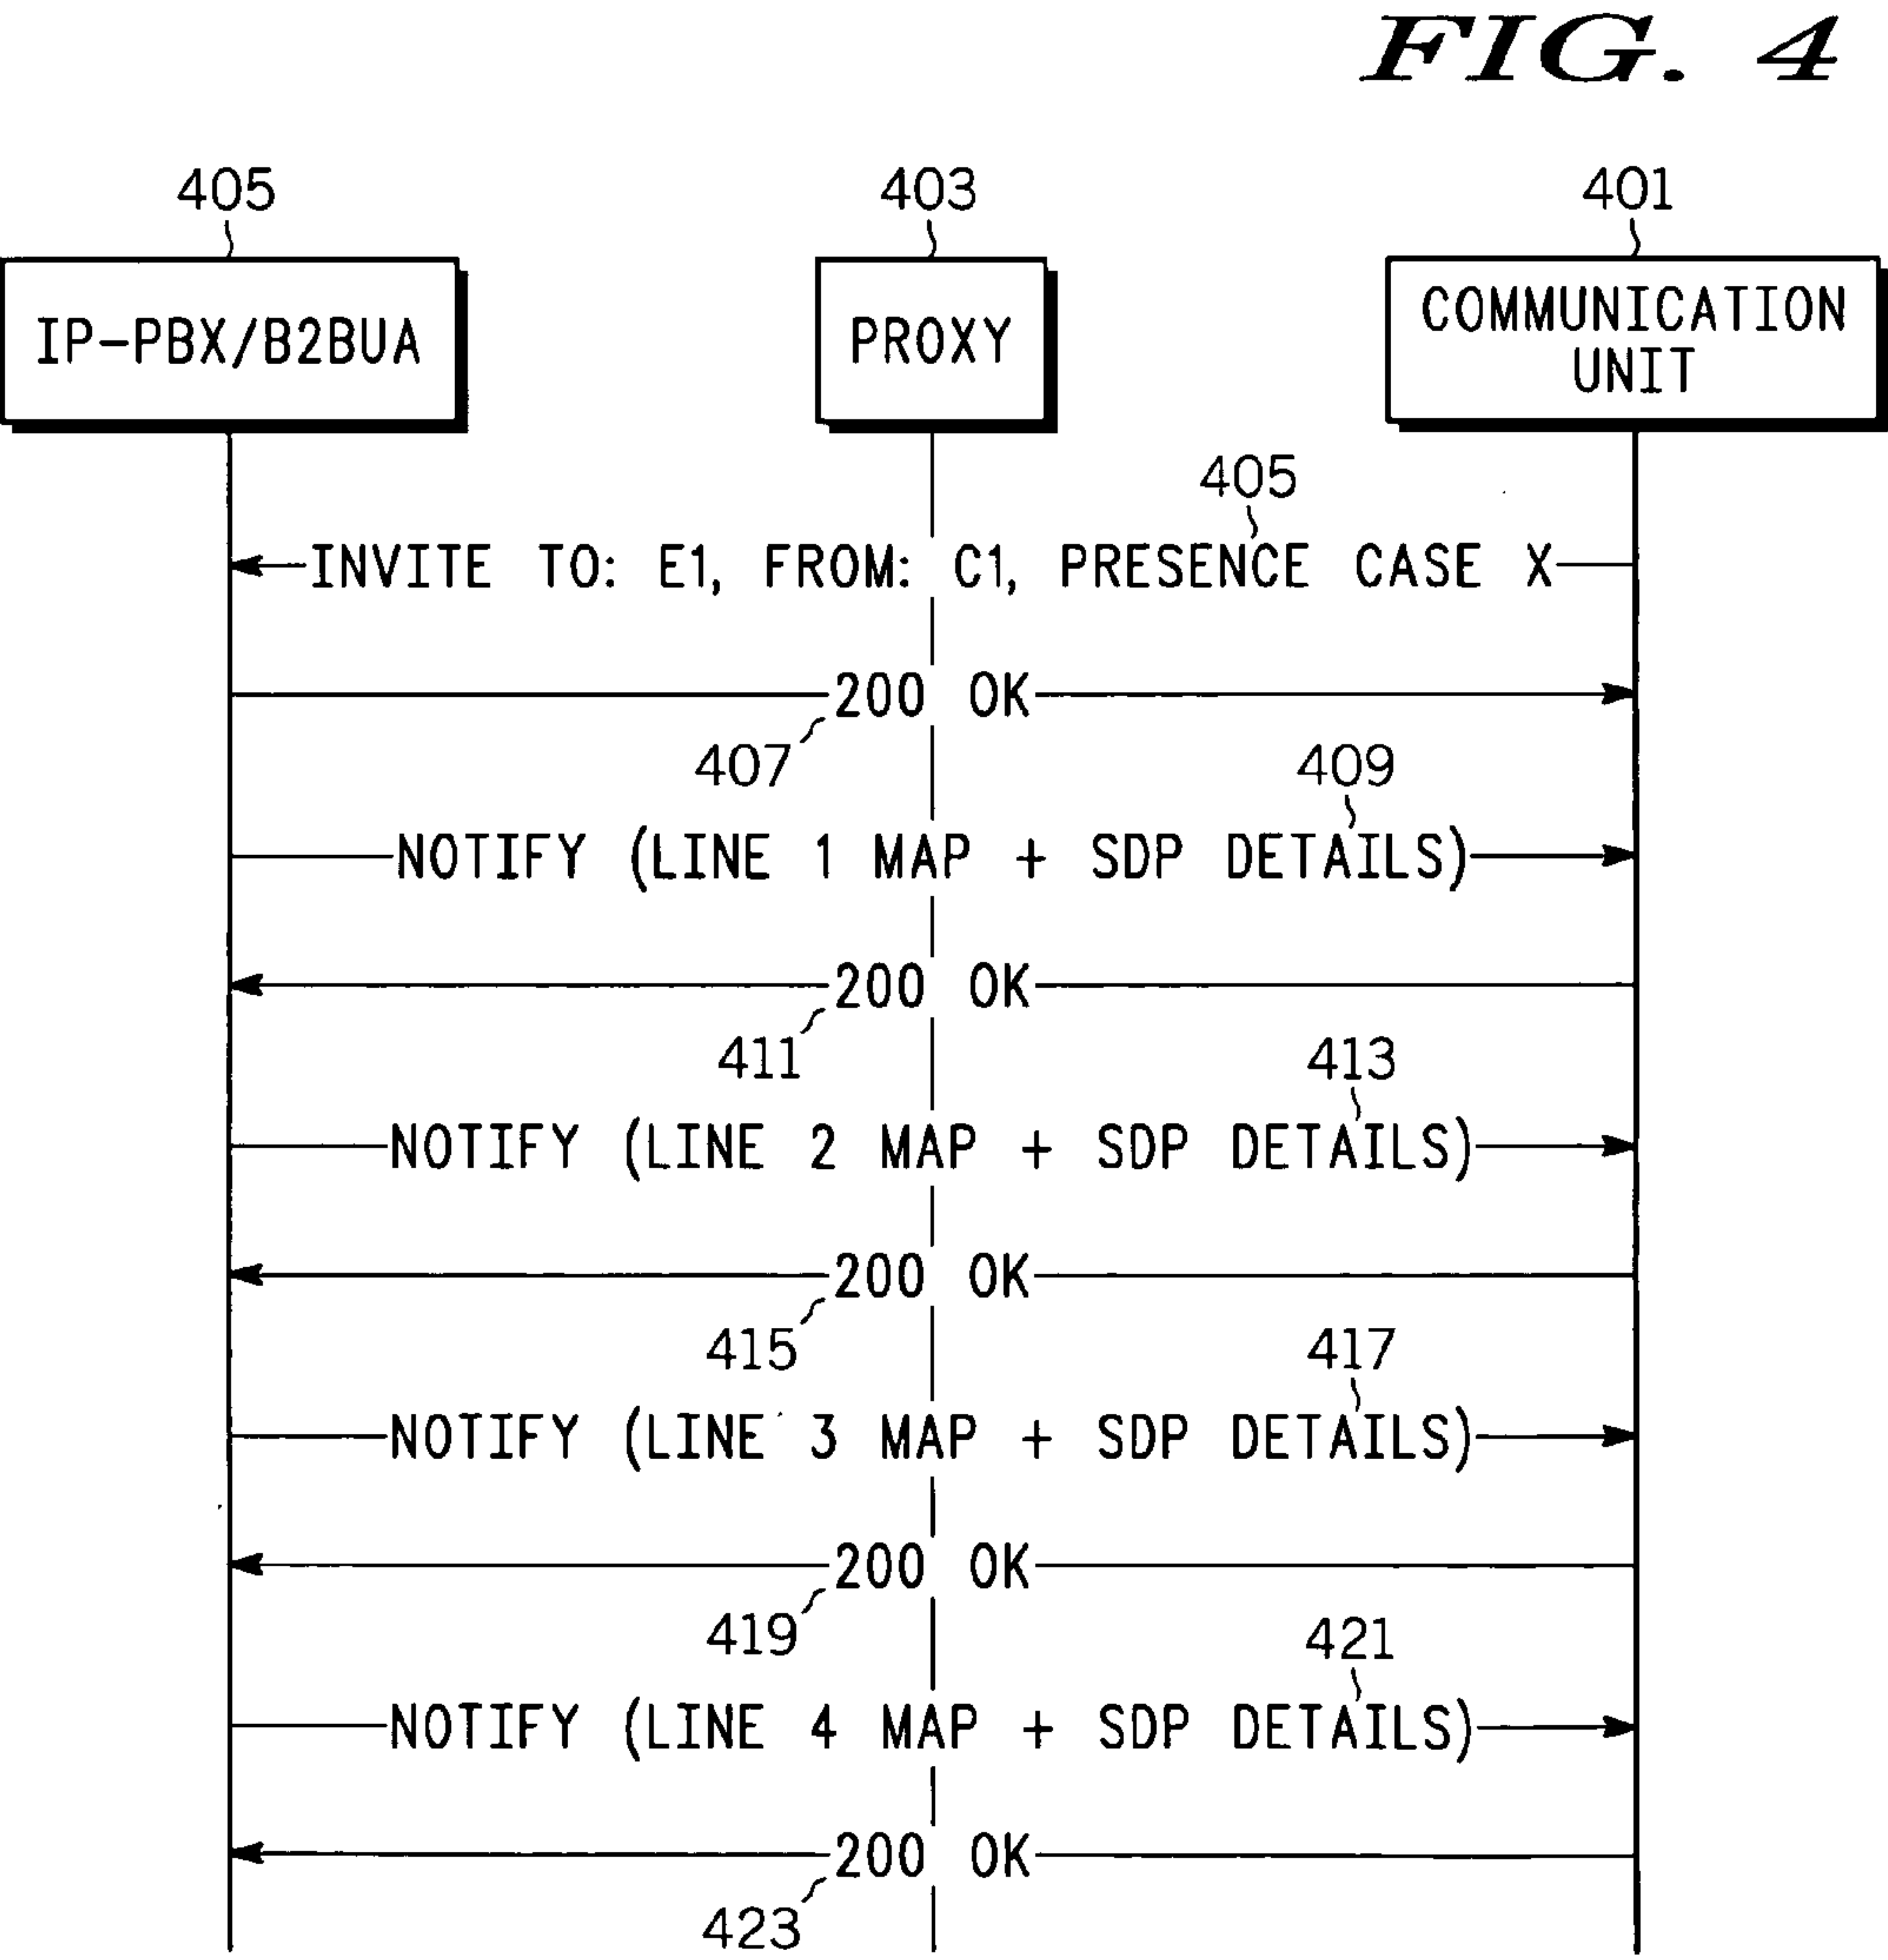 FIG. 4
405 403 401
IP-PBX/B2BUA PROXY COMMUNICATION
UNIT
405
INVITE TO: E1, FROM: C1, PRESENCE CASE X
200 OK
407 409
NOTIFY (LINE 1 MAP + SDP DETAILS)
200 OK
411 413
NOTIFY (LINE 2 MAP + SDP DETAILS)
200 OK
415 417
NOTIFY (LINE 3 MAP + SDP DETAILS)
200 OK
419 421
NOTIFY (LINE 4 MAP + SDP DETAILS)
200 OK
423